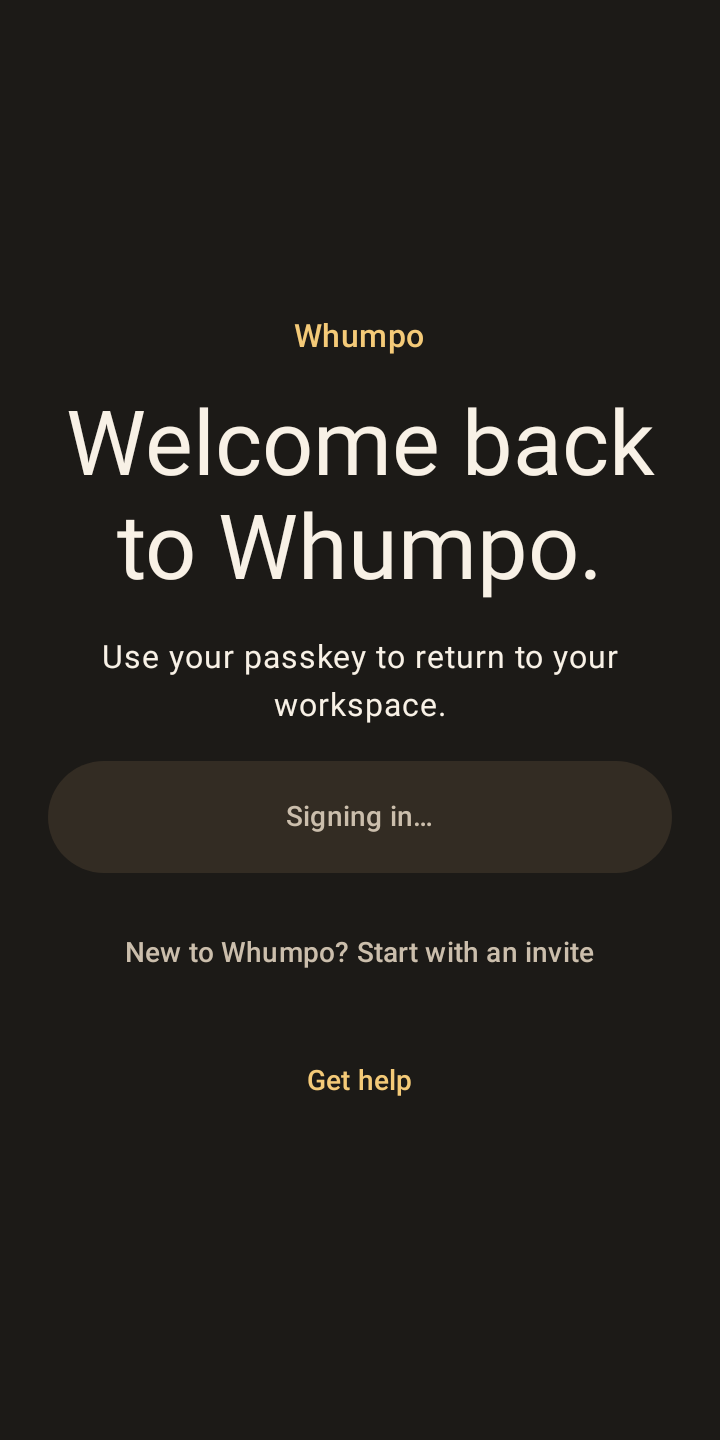 Whumpo
Welcome back
to Whumpo.
Use your passkey to return to your
workspace.
Signing in…
New to Whumpo? Start with an invite
Get help